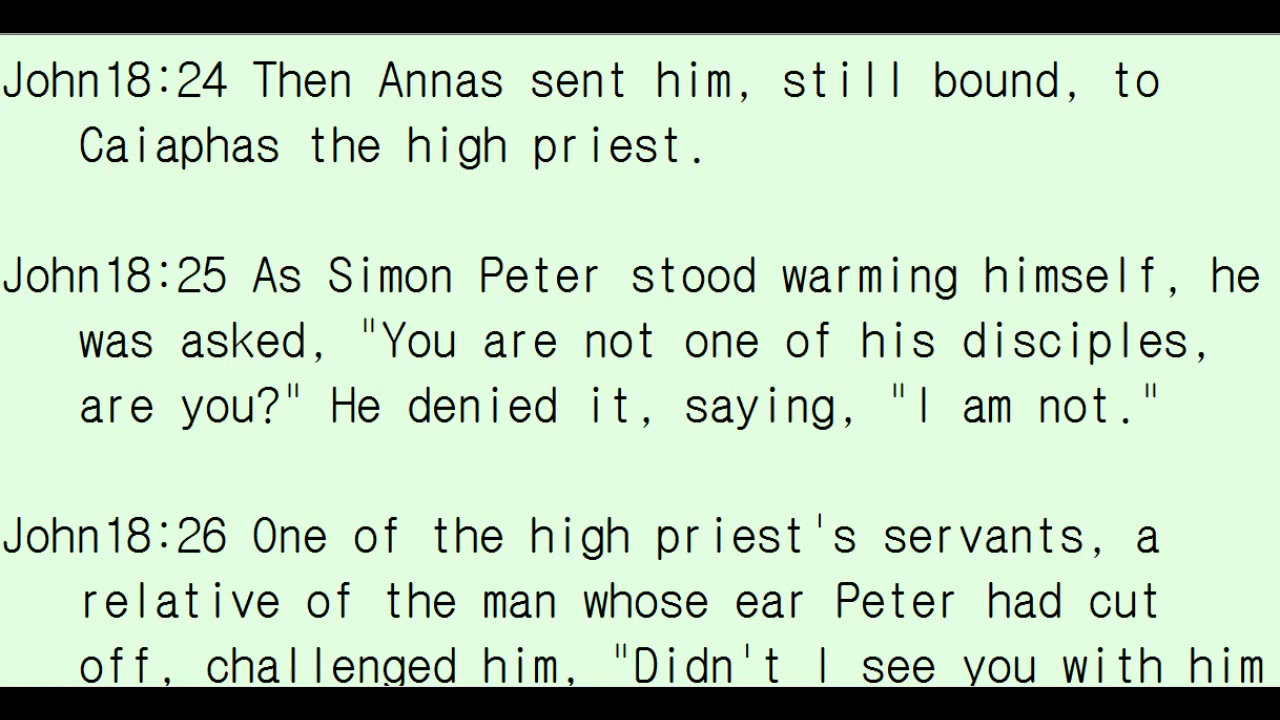 John18:24 Then Annas sent him, still bound, to
Caiaphas the high priest.
John18:25 As Simon Peter stood warming himself, he
was asked, "You are not one of his disciples,
are you?" He denied it, saying, "I am not."
John18:26 One of the high priest's servants, a
relative of the man whose ear Peter had cut
off, challenged him, "Didn't I see you with him